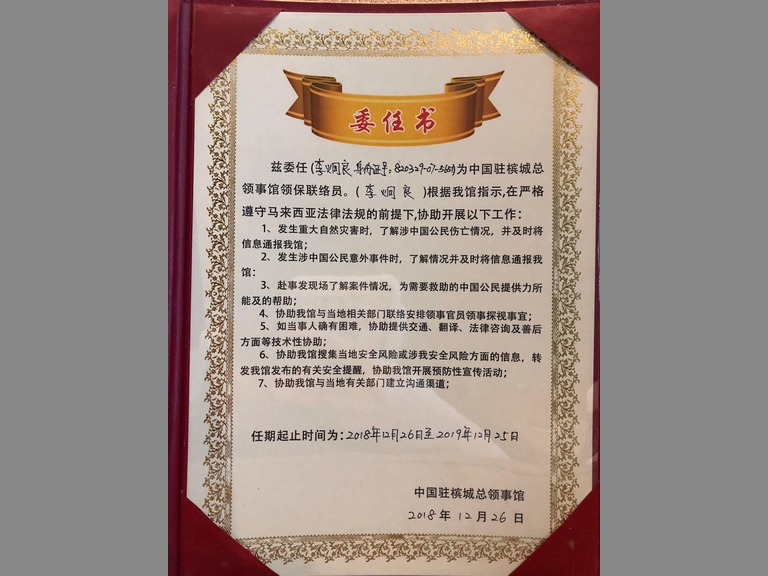 委任书
兹委任(李炯良 身份证号:820329-07-5651)为中国驻槟城总
领事馆领保联络员。(李炯良)根据我馆指示,在严格
遵守马来西亚法律法规的前提下,协助开展以下工作:
1、发生重大自然灾害时,了解涉中国公民伤亡情况,并及时将
信息通报我馆;
2、发生涉中国公民意外事件时,了解情况并及时将信息通报我
馆:
3、赴事发现场了解案件情况,为需要救助的中国公民提供力所
能及的帮助;
4、协助我馆与当地相关部门联络安排领事官员领事探视事宜;
5、如当事人确有困难,协助提供交通、翻译、法律咨询及善后
方面等技术性协助;
6、协助我馆搜集当地安全风险或涉我安全风险方面的信息,转
发我馆发布的有关安全提醒,协助我馆开展预防性宣传活动;
7、协助我馆与当地有关部门建立沟通渠道;
任期起止时间为:2018年12月26日至2019年12月25日
中国驻槟城总领事馆
2018年12月26日